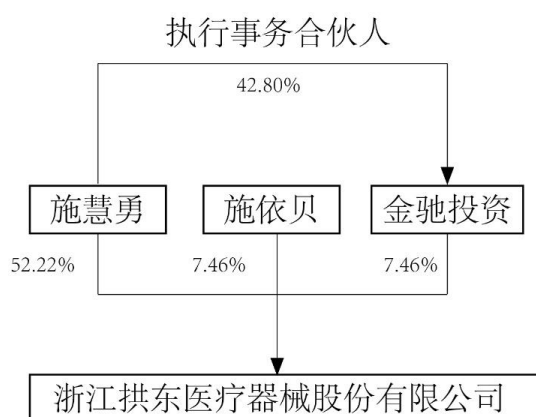 执行事务合伙人
42.80%
施慧勇
施依贝
金驰投资
52.22%
7.46%
7.46%
浙江拱东医疗器械股份有限公司